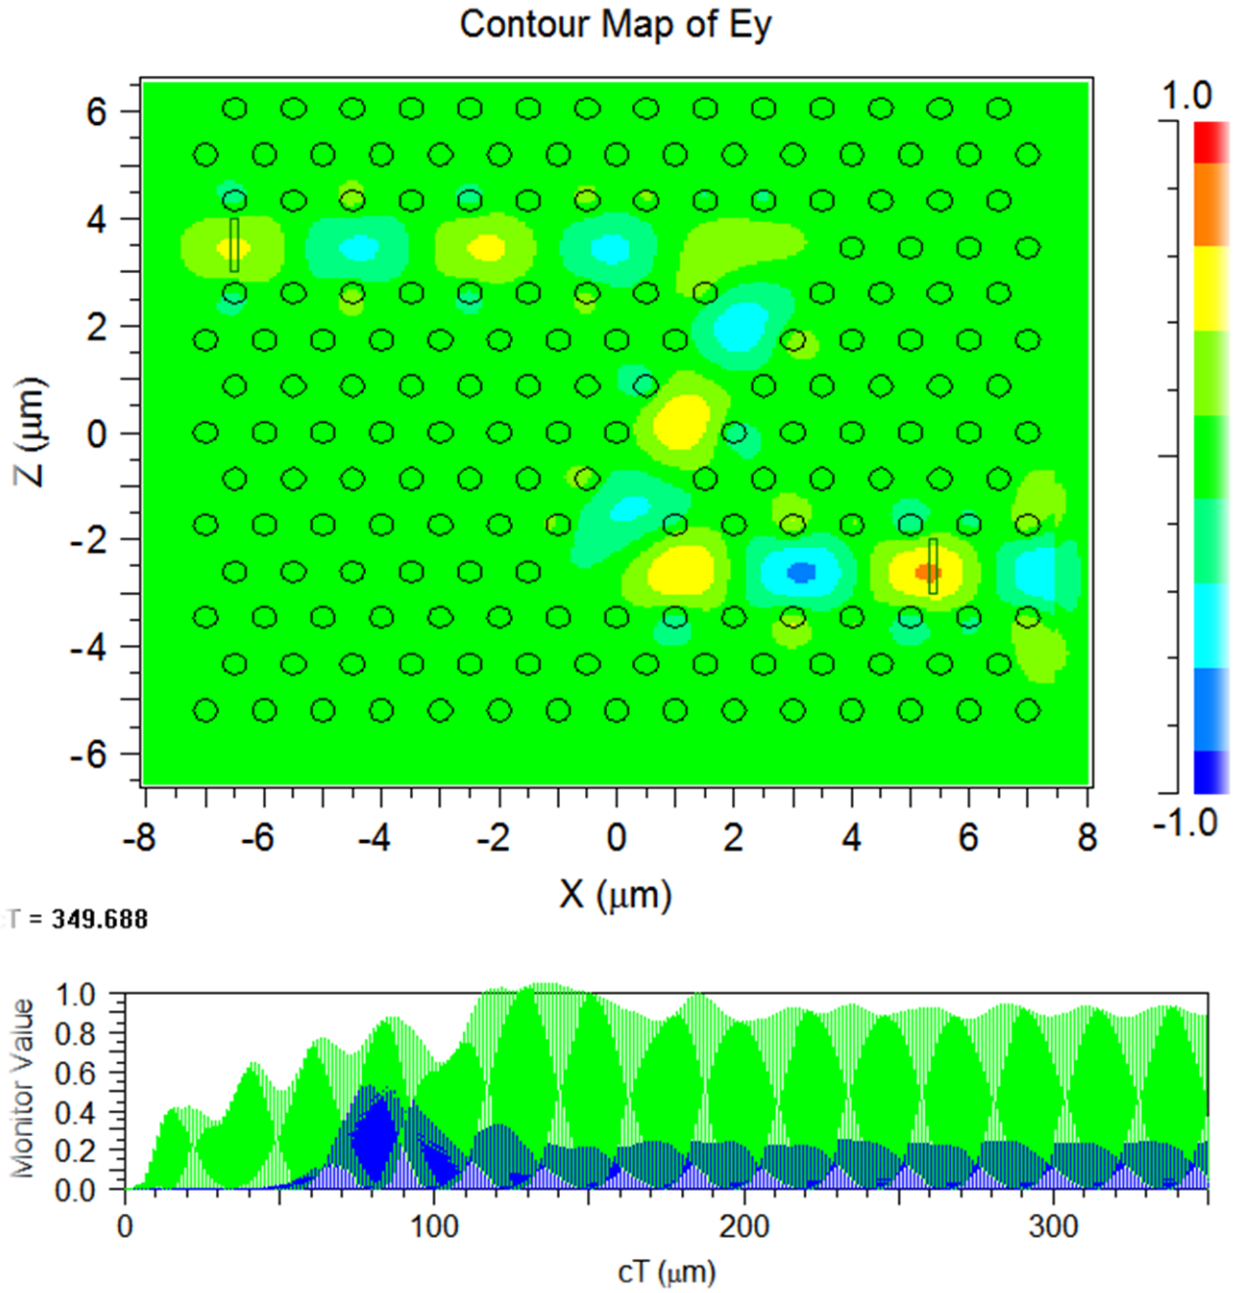 Contour Map of Ey
1.0
6
4
2
0
-2
-4
-6
Z (μm)
-8 -6 -4 -2 0 2 4 6 8
-1.0
X (μm)
T = 349.688
1.0
0.8
0.6
0.4
0.2
0.0
Monitor Value
0 100 200 300
cT (μm)